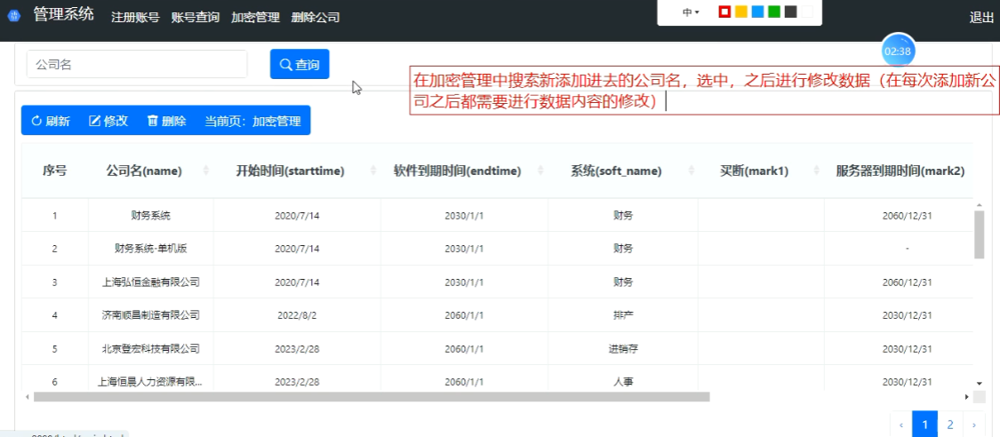 管理系统 注册账号 账号查询 加密管理 删除公司 中 退出
02:38
公司名 查询
在加密管理中搜索新添加进去的公司名，选中，之后进行修改数据（在每次添加新公
司之后都需要进行数据内容的修改）
刷新 修改 删除 当前页：加密管理
序号 公司名(name) 开始时间(starttime) 软件到期时间(endtime) 系统(soft_name) 买断(mark1) 服务器到期时间(mark2)
1 财务系统 2020/7/14 2030/1/1 财务 2060/12/31
2 财务系统-单机版 2020/7/14 2030/1/1 财务 -
3 上海弘恒金融有限公司 2020/7/14 2030/1/1 财务 2060/12/31
4 济南顺昌制造有限公司 2022/8/2 2060/1/1 排产 2060/12/31
5 北京登宏科技有限公司 2023/2/28 2060/1/1 进销存 2030/12/31
6 上海恒晨人力资源有限... 2023/2/28 2060/1/1 人事 2030/12/31
‹ 1 2 ›